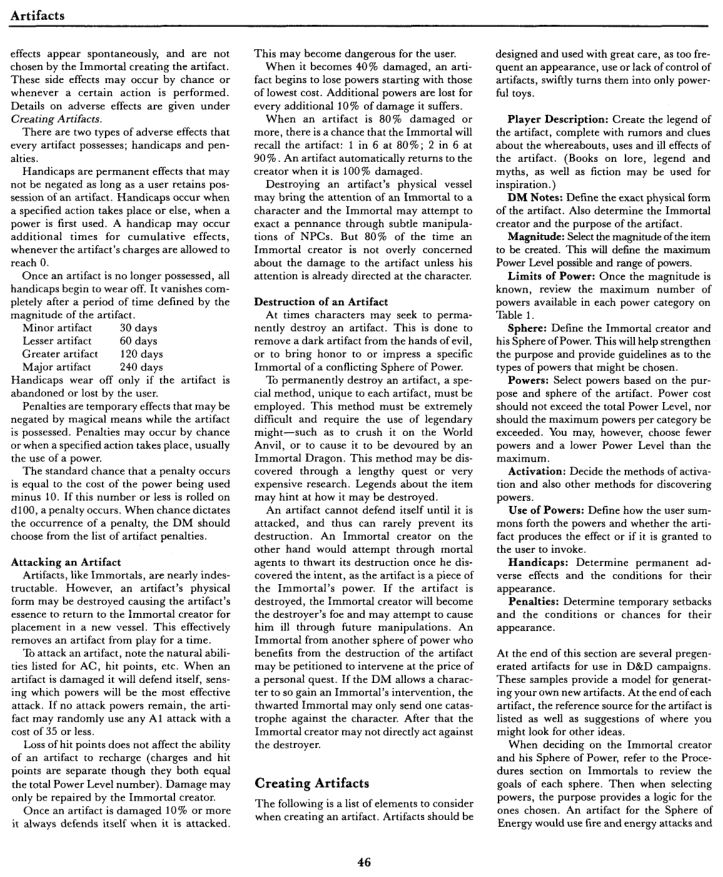 Artifacts
effects appear spontaneously, and are not
chosen by the Immortal creating the artifact.
These side effects may occur by chance or
whenever a certain action is performed.
Details on adverse effects are given under
Creating Artifacts.
There are two types of adverse effects that
every artifact possesses; handicaps and pen-
alties.
Handicaps are permanent effects that may
not be negated as long as a user retains pos-
session of an artifact. Handicaps occur when
a specified action takes place or else, when a
power is first used. A handicap may occur
additional times for cumulative effects,
whenever the artifact's charges are allowed to
reach 0.
Once an artifact is no longer possessed, all
handicaps begin to wear off. It vanishes com-
pletely after a period of time defined by the
magnitude of the artifact.
Minor artifact 30 days
Lesser artifact 60 days
Greater artifact 120 days
Major artifact 240 days
Handicaps wear off only if the artifact is
abandoned or lost by the user.
Penalties are temporary effects that may be
negated by magical means while the artifact
is possessed. Penalties may occur by chance
or when a specified action takes place, usually
the use of a power.
The standard chance that a penalty occurs
is equal to the cost of the power being used
minus 10. If this number or less is rolled on
d100, a penalty occurs. When chance dictates
the occurrence of a penalty, the DM should
choose from the list of artifact penalties.
Attacking an Artifact
Artifacts, like Immortals, are nearly indes-
tructable. However, an artifact's physical
form may be destroyed causing the artifact's
essence to return to the Immortal creator for
placement in a new vessel. This effectively
removes an artifact from play for a time.
To attack an artifact, note the natural abili-
ties listed for AC, hit points, etc. When an
artifact is damaged it will defend itself, sens-
ing which powers will be the most effective
attack. If no attack powers remain, the arti-
fact may randomly use any A1 attack with a
cost of 35 or less.
Loss of hit points does not affect the ability
of an artifact to recharge (charges and hit
points are separate though they both equal
the total Power Level number). Damage may
only be repaired by the Immortal creator.
Once an artifact is damaged 10% or more
it always defends itself when it is attacked.
This may become dangerous for the user.
When it becomes 40% damaged, an arti-
fact begins to lose powers starting with those
of lowest cost. Additional powers are lost for
every additional 10% of damage it suffers.
When an artifact is 80% damaged or
more, there is a chance that the Immortal will
recall the artifact: 1 in 6 at 80%; 2 in 6 at
90%. An artifact automatically returns to the
creator when it is 100% damaged.
Destroying an artifact's physical vessel
may bring the attention of an Immortal to a
character and the Immortal may attempt to
exact a pennance through subtle manipula-
tions of NPCs. But 80% of the time an
Immortal creator is not overly concerned
about the damage to the artifact unless his
attention is already directed at the character.
Destruction of an Artifact
At times characters may seek to perma-
nently destroy an artifact. This is done to
remove a dark artifact from the hands of evil,
or to bring honor to or impress a specific
Immortal of a conflicting Sphere of Power.
To permanently destroy an artifact, a spe-
cial method, unique to each artifact, must be
employed. This method must be extremely
difficult and require the use of legendary
might—such as to crush it on the World
Anvil, or to cause it to be devoured by an
Immortal Dragon. This method may be dis-
covered through a lengthy quest or very
expensive research. Legends about the item
may hint at how it may be destroyed.
An artifact cannot defend itself until it is
attacked, and thus can rarely prevent its
destruction. An Immortal creator on the
other hand would attempt through mortal
agents to thwart its destruction once he dis-
covered the intent, as the artifact is a piece of
the Immortal's power. If the artifact is
destroyed, the Immortal creator will become
the destroyer's foe and may attempt to cause
him ill through future manipulations. An
Immortal from another sphere of power who
benefits from the destruction of the artifact
may be petitioned to intervene at the price of
a personal quest. If the DM allows a charac-
ter to so gain an Immortal's intervention, the
thwarted Immortal may only send one catas-
trophe against the character. After that the
Immortal creator may not directly act against
the destroyer.
Creating Artifacts
The following is a list of elements to consider
when creating an artifact. Artifacts should be
designed and used with great care, as too fre-
quent an appearance, use or lack of control of
artifacts, swiftly turns them into only power-
ful toys.
Player Description: Create the legend of
the artifact, complete with rumors and clues
about the whereabouts, uses and ill effects of
the artifact. (Books on lore, legend and
myths, as well as fiction may be used for
inspiration.)
DM Notes: Define the exact physical form
of the artifact. Also determine the Immortal
creator and the purpose of the artifact.
Magnitude: Select the magnitude of the item
to be created. This will define the maximum
Power Level possible and range of powers.
Limits of Power: Once the magnitude is
known, review the maximum number of
powers available in each power category on
Table 1.
Sphere: Define the Immortal creator and
his Sphere of Power. This will help strengthen
the purpose and provide guidelines as to the
types of powers that might be chosen.
Powers: Select powers based on the pur-
pose and sphere of the artifact. Power cost
should not exceed the total Power Level, nor
should the maximum powers per category be
exceeded. You may, however, choose fewer
powers and a lower Power Level than the
maximum.
Activation: Decide the methods of activa-
tion and also other methods for discovering
powers.
Use of Powers: Define how the user sum-
mons forth the powers and whether the arti-
fact produces the effect or if it is granted to
the user to invoke.
Handicaps: Determine permanent ad-
verse effects and the conditions for their
appearance.
Penalties: Determine temporary setbacks
and the conditions or chances for their
appearance.
At the end of this section are several pregen-
erated artifacts for use in D&D campaigns.
These samples provide a model for generat-
ing your own new artifacts. At the end of each
artifact, the reference source for the artifact is
listed as well as suggestions of where you
might look for other ideas.
When deciding on the Immortal creator
and his Sphere of Power, refer to the Proce-
dures section on Immortals to review the
goals of each sphere. Then when selecting
powers, the purpose provides a logic for the
ones chosen. An artifact for the Sphere of
Energy would use fire and energy attacks and
46